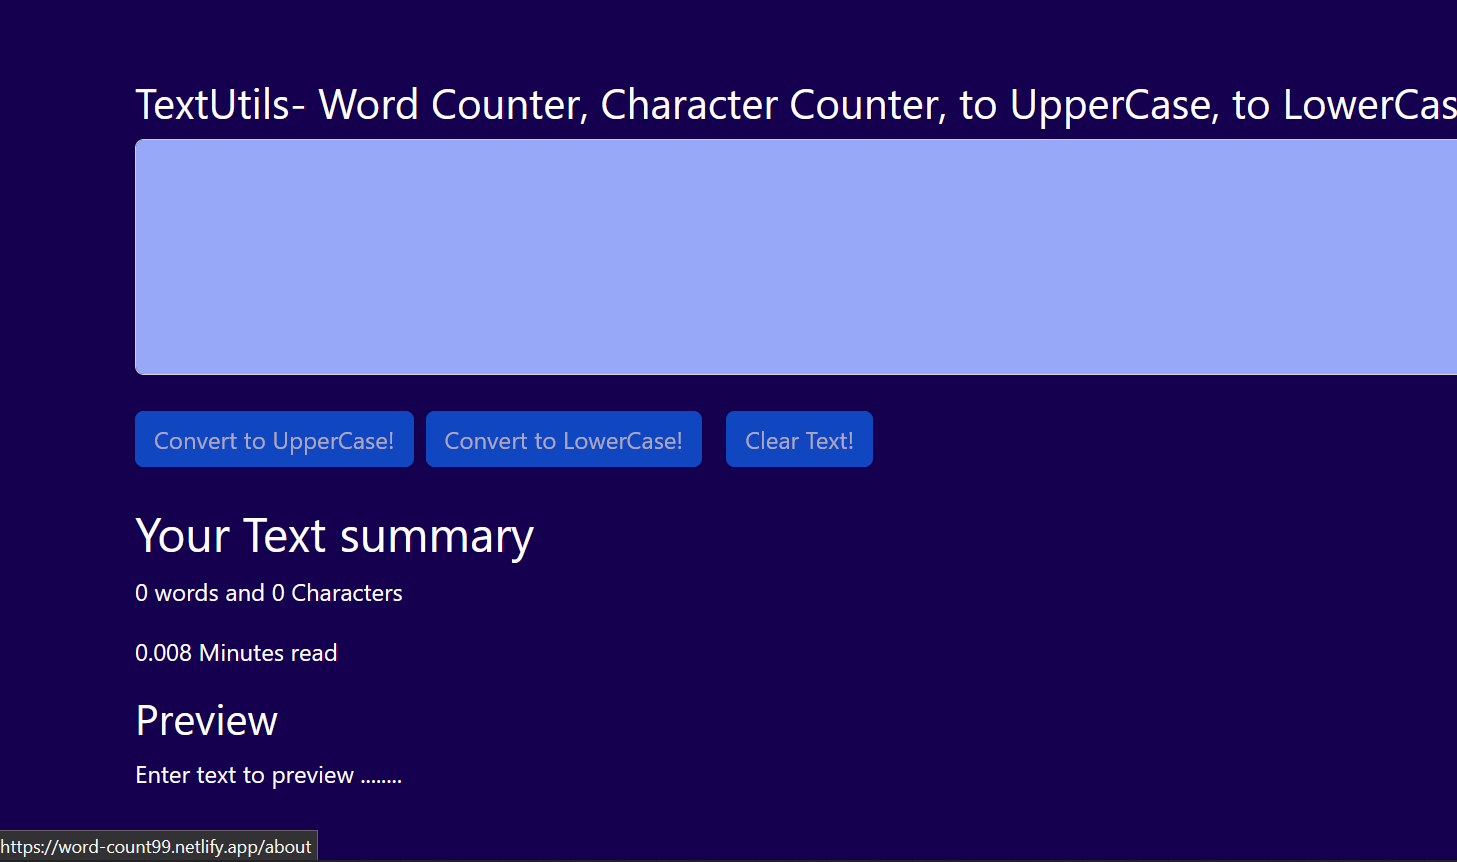 TextUtils- Word Counter, Character Counter, to UpperCase, to LowerCas
Convert to UpperCase! Convert to LowerCase! Clear Text!
Your Text summary
0 words and 0 Characters
0.008 Minutes read
Preview
Enter text to preview ........
https://word-count99.netlify.app/about